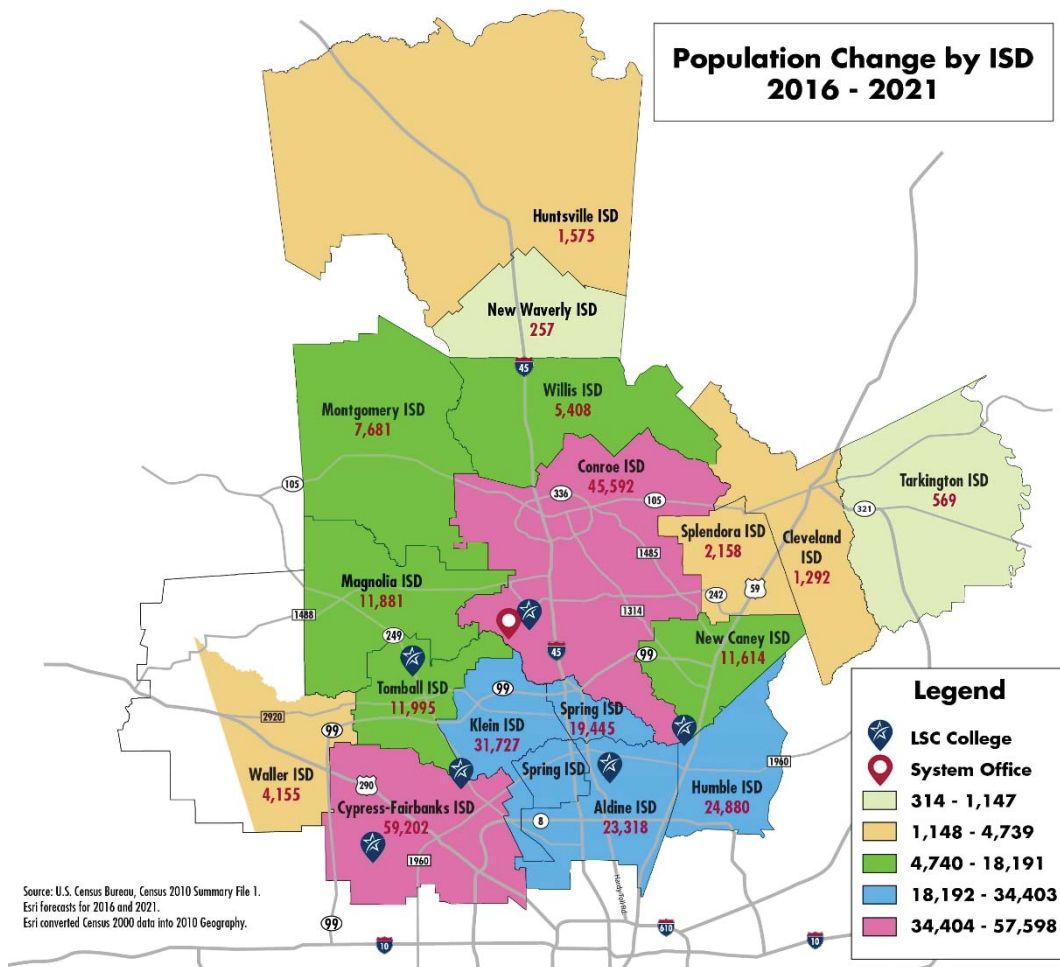 Population Change by ISD
2016 - 2021
Huntsville ISD
1,575
New Waverly ISD
257
45
Willis ISD
5,408
Montgomery ISD
7,681
Conroe ISD
45,592
105
336
105
Tarkington ISD
569
321
Splendora ISD
2,158
Cleveland
ISD
1,292
1485
59
242
Magnolia ISD
11,881
1488
249
1314
New Caney ISD
11,614
45
99
Tomball ISD
11,995
99
Klein ISD
31,727
Spring ISD
19,445
2920
99
Waller ISD
4,155
290
Cypress-Fairbanks ISD
59,202
Spring ISD
Aldine ISD
23,318
Humble ISD
24,880
1960
8
1960
Hardy Toll Rd
99
10
610
10
Legend
LSC College
System Office
314 - 1,147
1,148 - 4,739
4,740 - 18,191
18,192 - 34,403
34,404 - 57,598
Source: U.S. Census Bureau, Census 2010 Summary File 1.
Esri forecasts for 2016 and 2021.
Esri converted Census 2000 data into 2010 Geography.